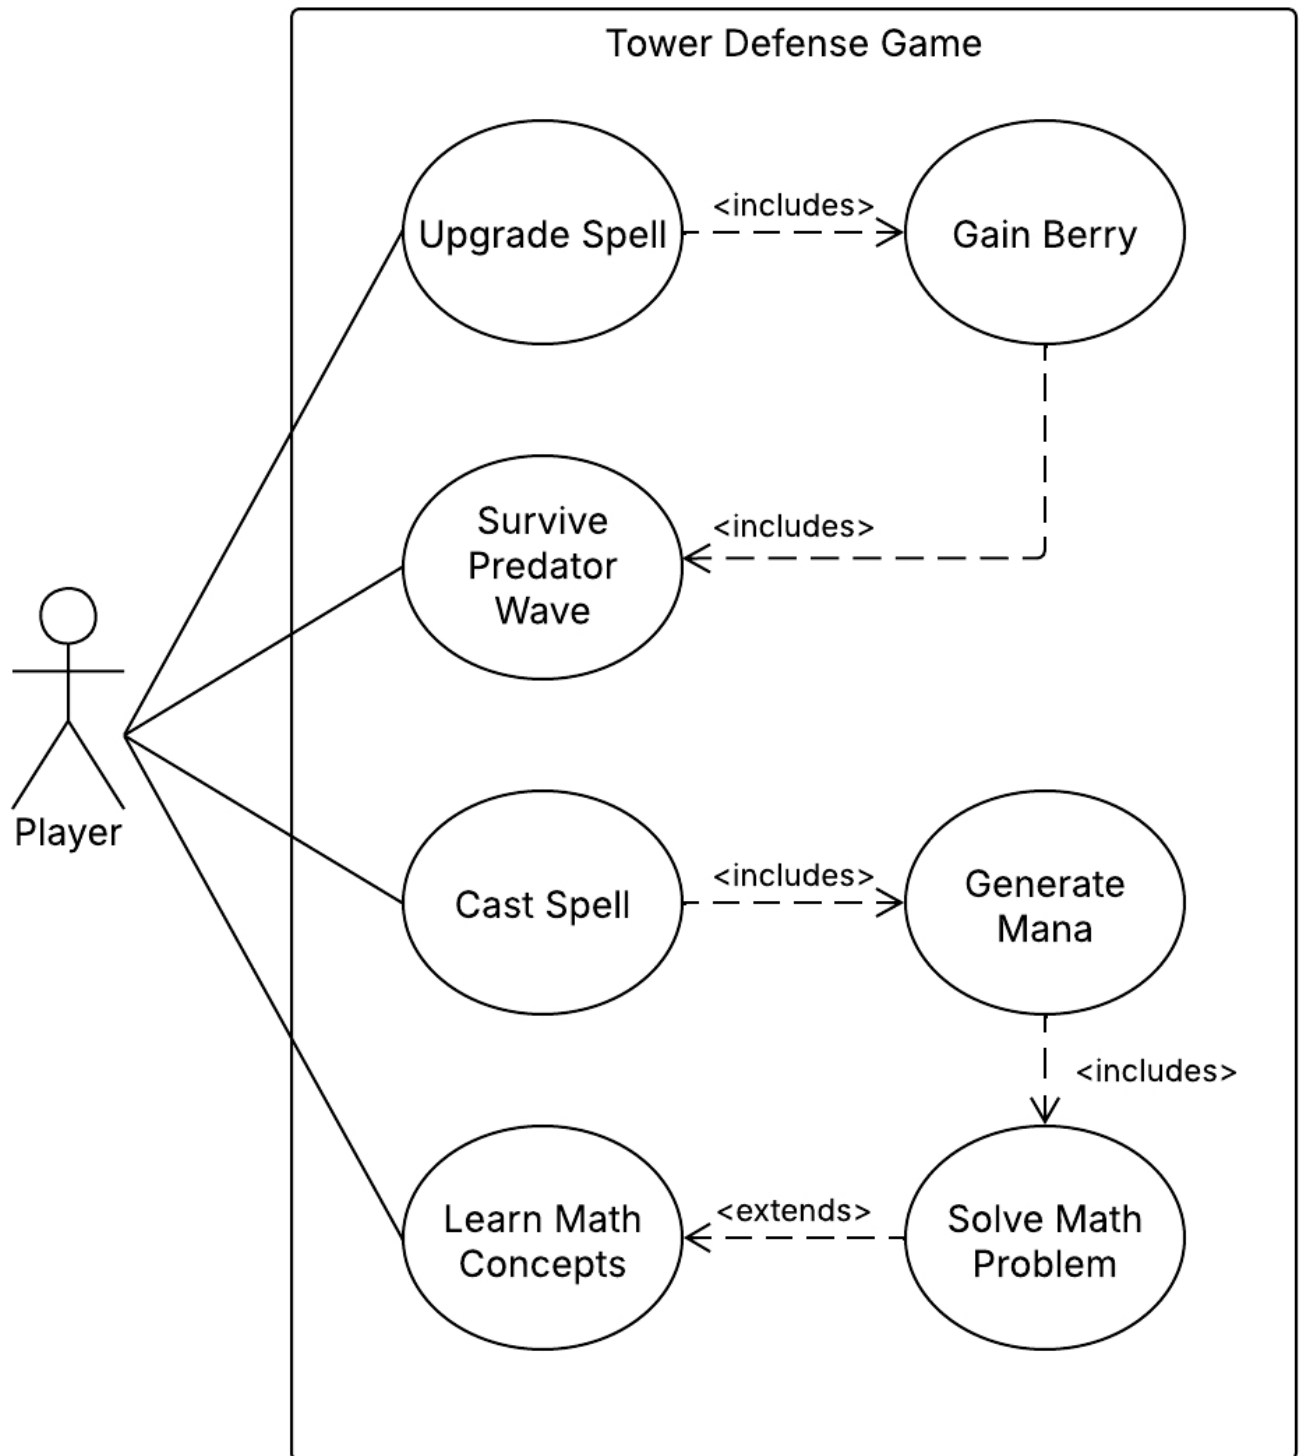 Tower Defense Game
<includes>
Upgrade Spell
Gain Berry
Survive
Predator
Wave
<includes>
Player
<includes>
Cast Spell
Generate
Mana
<includes>
<extends>
Learn Math
Concepts
Solve Math
Problem